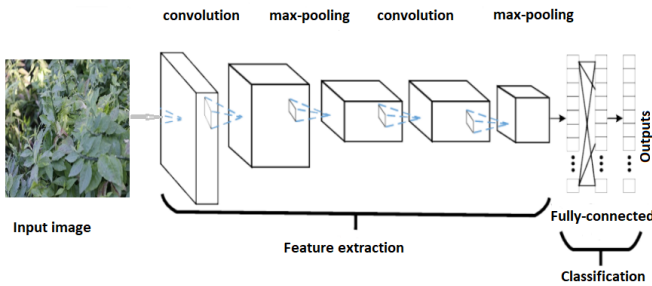 convolution max-pooling convolution max-pooling
Outputs
Input image
Fully-connected
Feature extraction
Classification